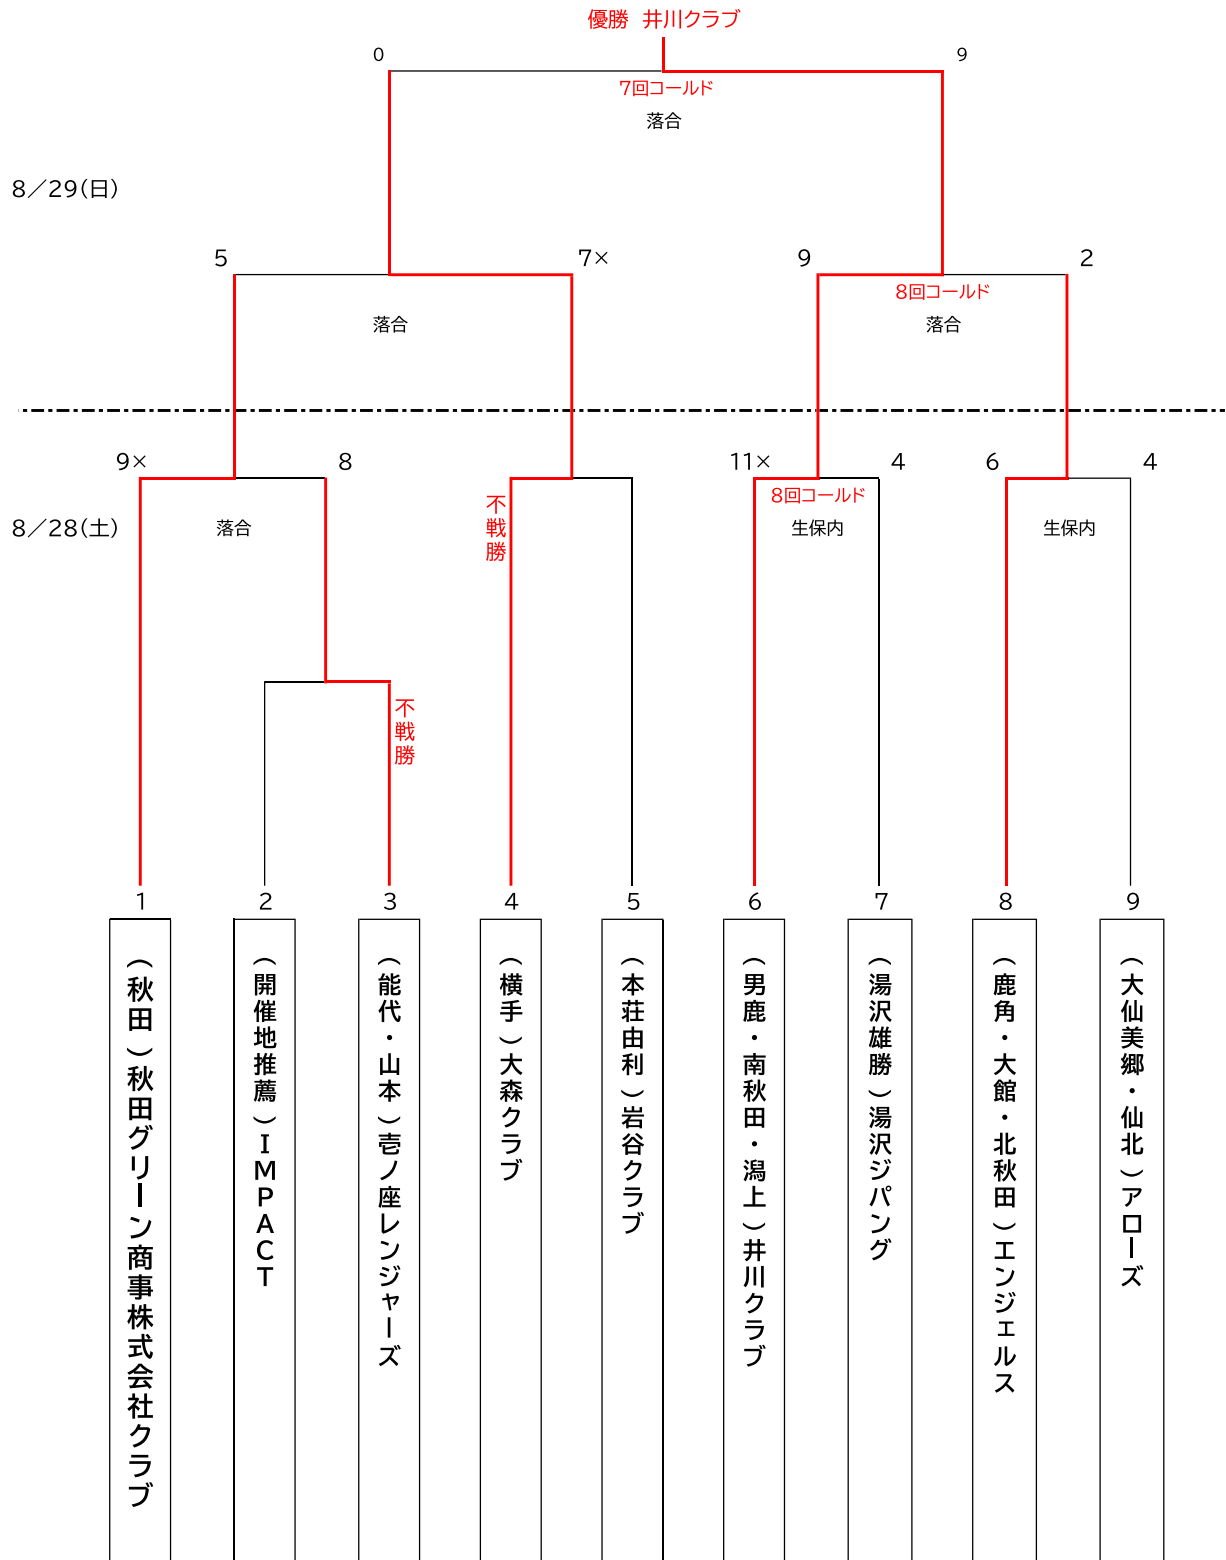 優勝 井川クラブ
0
9
7回コールド
落合
8／29（日）
5
7×
9
2
8回コールド
落合
落合
9×
8
11×
4
6
4
8／28（土）
落合
不戦勝
8回コールド
生保内
生保内
不戦勝
1
2
3
4
5
6
7
8
9
（秋田）秋田グリーン商事株式会社クラブ
（開催地推薦）ＩＭＰＡＣＴ
（能代・山本）壱ノ座レンジャーズ
（横手）大森クラブ
（本荘由利）岩谷クラブ
（男鹿・南秋田・潟上）井川クラブ
（湯沢雄勝）湯沢ジパング
（鹿角・大館・北秋田）エンジェルス
（大仙美郷・仙北）アローズ